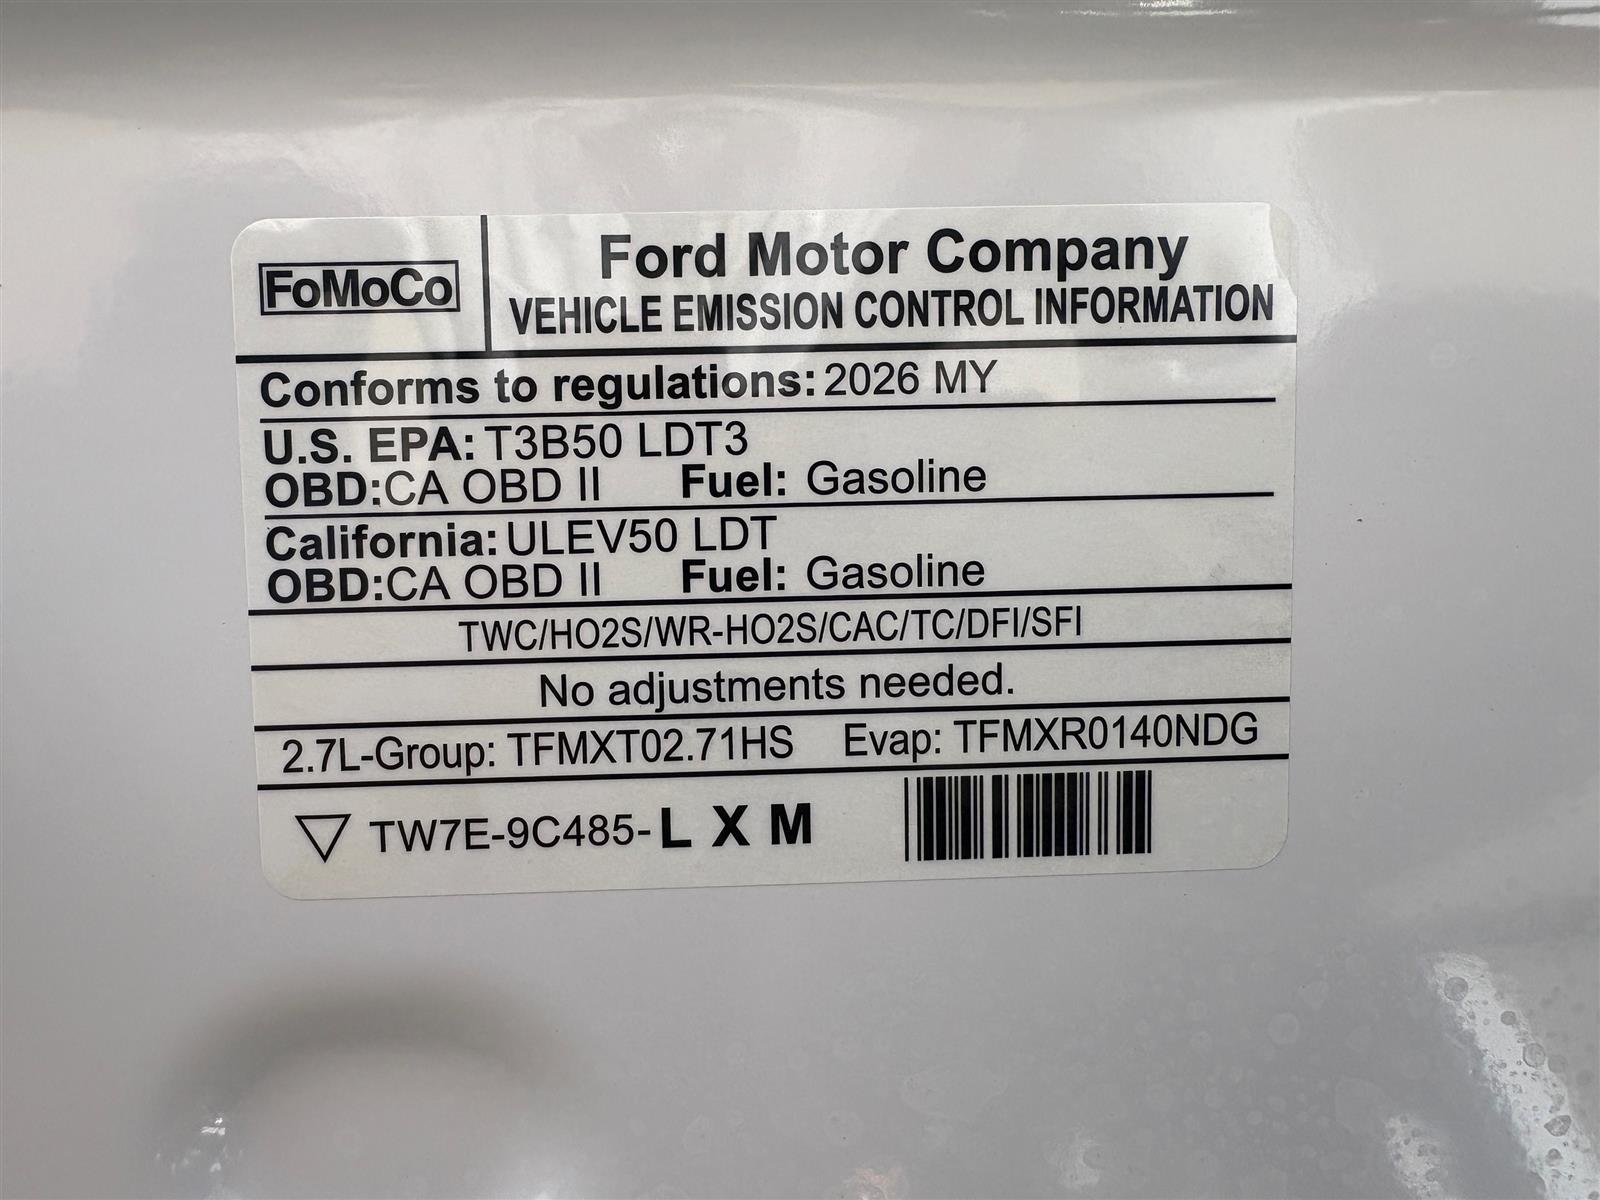 FoMoCo
Ford Motor Company
VEHICLE EMISSION CONTROL INFORMATION
Conforms to regulations: 2026 MY
U.S. EPA: T3B50 LDT3
OBD: CA OBD II Fuel: Gasoline
California: ULEV50 LDT
OBD: CA OBD II Fuel: Gasoline
TWC/HO2S/WR-HO2S/CAC/TC/DFI/SFI
No adjustments needed.
2.7L-Group: TFMXT02.71HS Evap: TFMXR0140NDG
TW7E-9C485-L X M